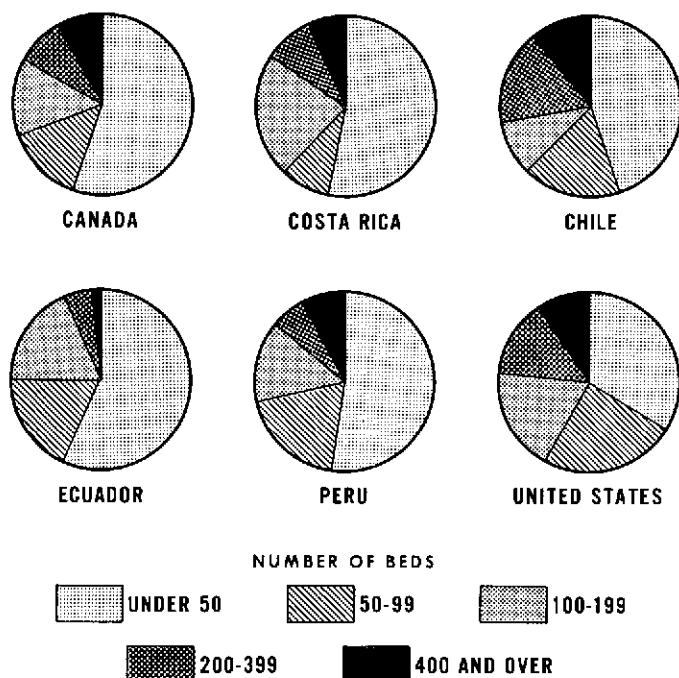 CANADA COSTA RICA CHILE
ECUADOR PERU UNITED STATES
NUMBER OF BEDS
UNDER 50 50-99 100-199
200-399 400 AND OVER